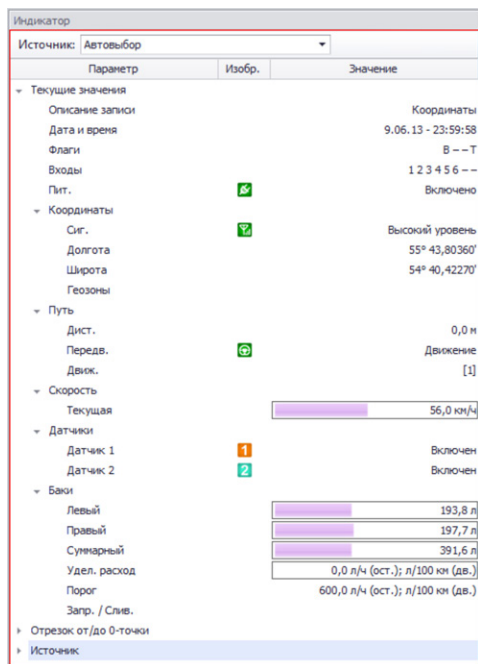 Индикатор
Источник: Автовыбор
Параметр Изобр. Значение
Текущие значения
Описание записи Координаты
Дата и время 9.06.13 - 23:59:58
Флаги B – – T
Входы 1 2 3 4 5 6 – –
Пит. Включено
Координаты
Сиг. Высокий уровень
Долгота 55° 43,80360'
Широта 54° 40,42270'
Геозоны
Путь
Дист. 0,0 м
Передв. Движение
Движ. [1]
Скорость
Текущая 56,0 км/ч
Датчики
Датчик 1 1 Включен
Датчик 2 2 Включен
Баки
Левый 193,8 л
Правый 197,7 л
Суммарный 391,6 л
Удел. расход 0,0 л/ч (ост.); л/100 км (дв.)
Порог 600,0 л/ч (ост.); л/100 км (дв.)
Запр. / Слив.
Отрезок от/до 0-точки
Источник